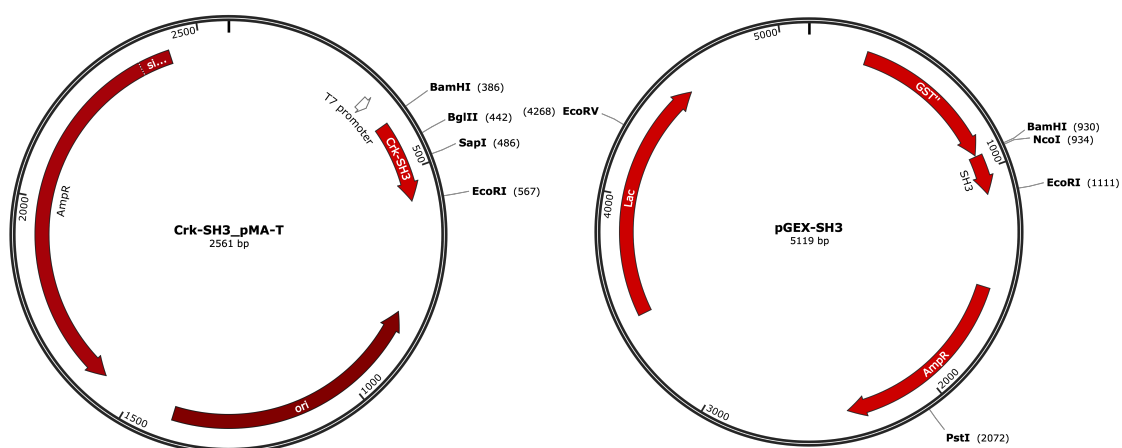 2500
si...
T7 promoter
BamHI (386)
BglII (442)
SapI (486)
500
Crk-SH3
EcoRI (567)
2000
AmpR
Crk-SH3_pMA-T
2561 bp
ori
1000
1500
5000
GST"
(4268) EcoRV
BamHI (930)
NcoI (934)
1000
SH3
EcoRI (1111)
4000
Lac
pGEX-SH3
5119 bp
AmpR
2000
3000
PstI (2072)